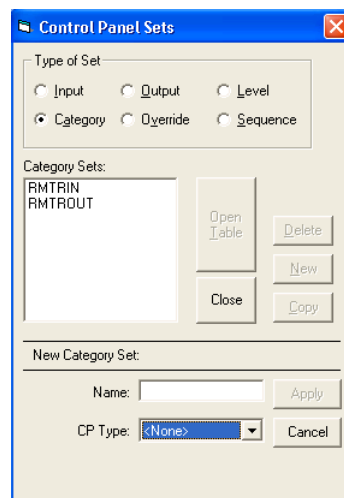 Control Panel Sets
Type of Set
Input Output Level
Category Override Sequence
Category Sets:
RMTRIN
RMTROUT
Open
Table
Delete
New
Close
Copy
New Category Set:
Name:
Apply
CP Type: <None>
Cancel